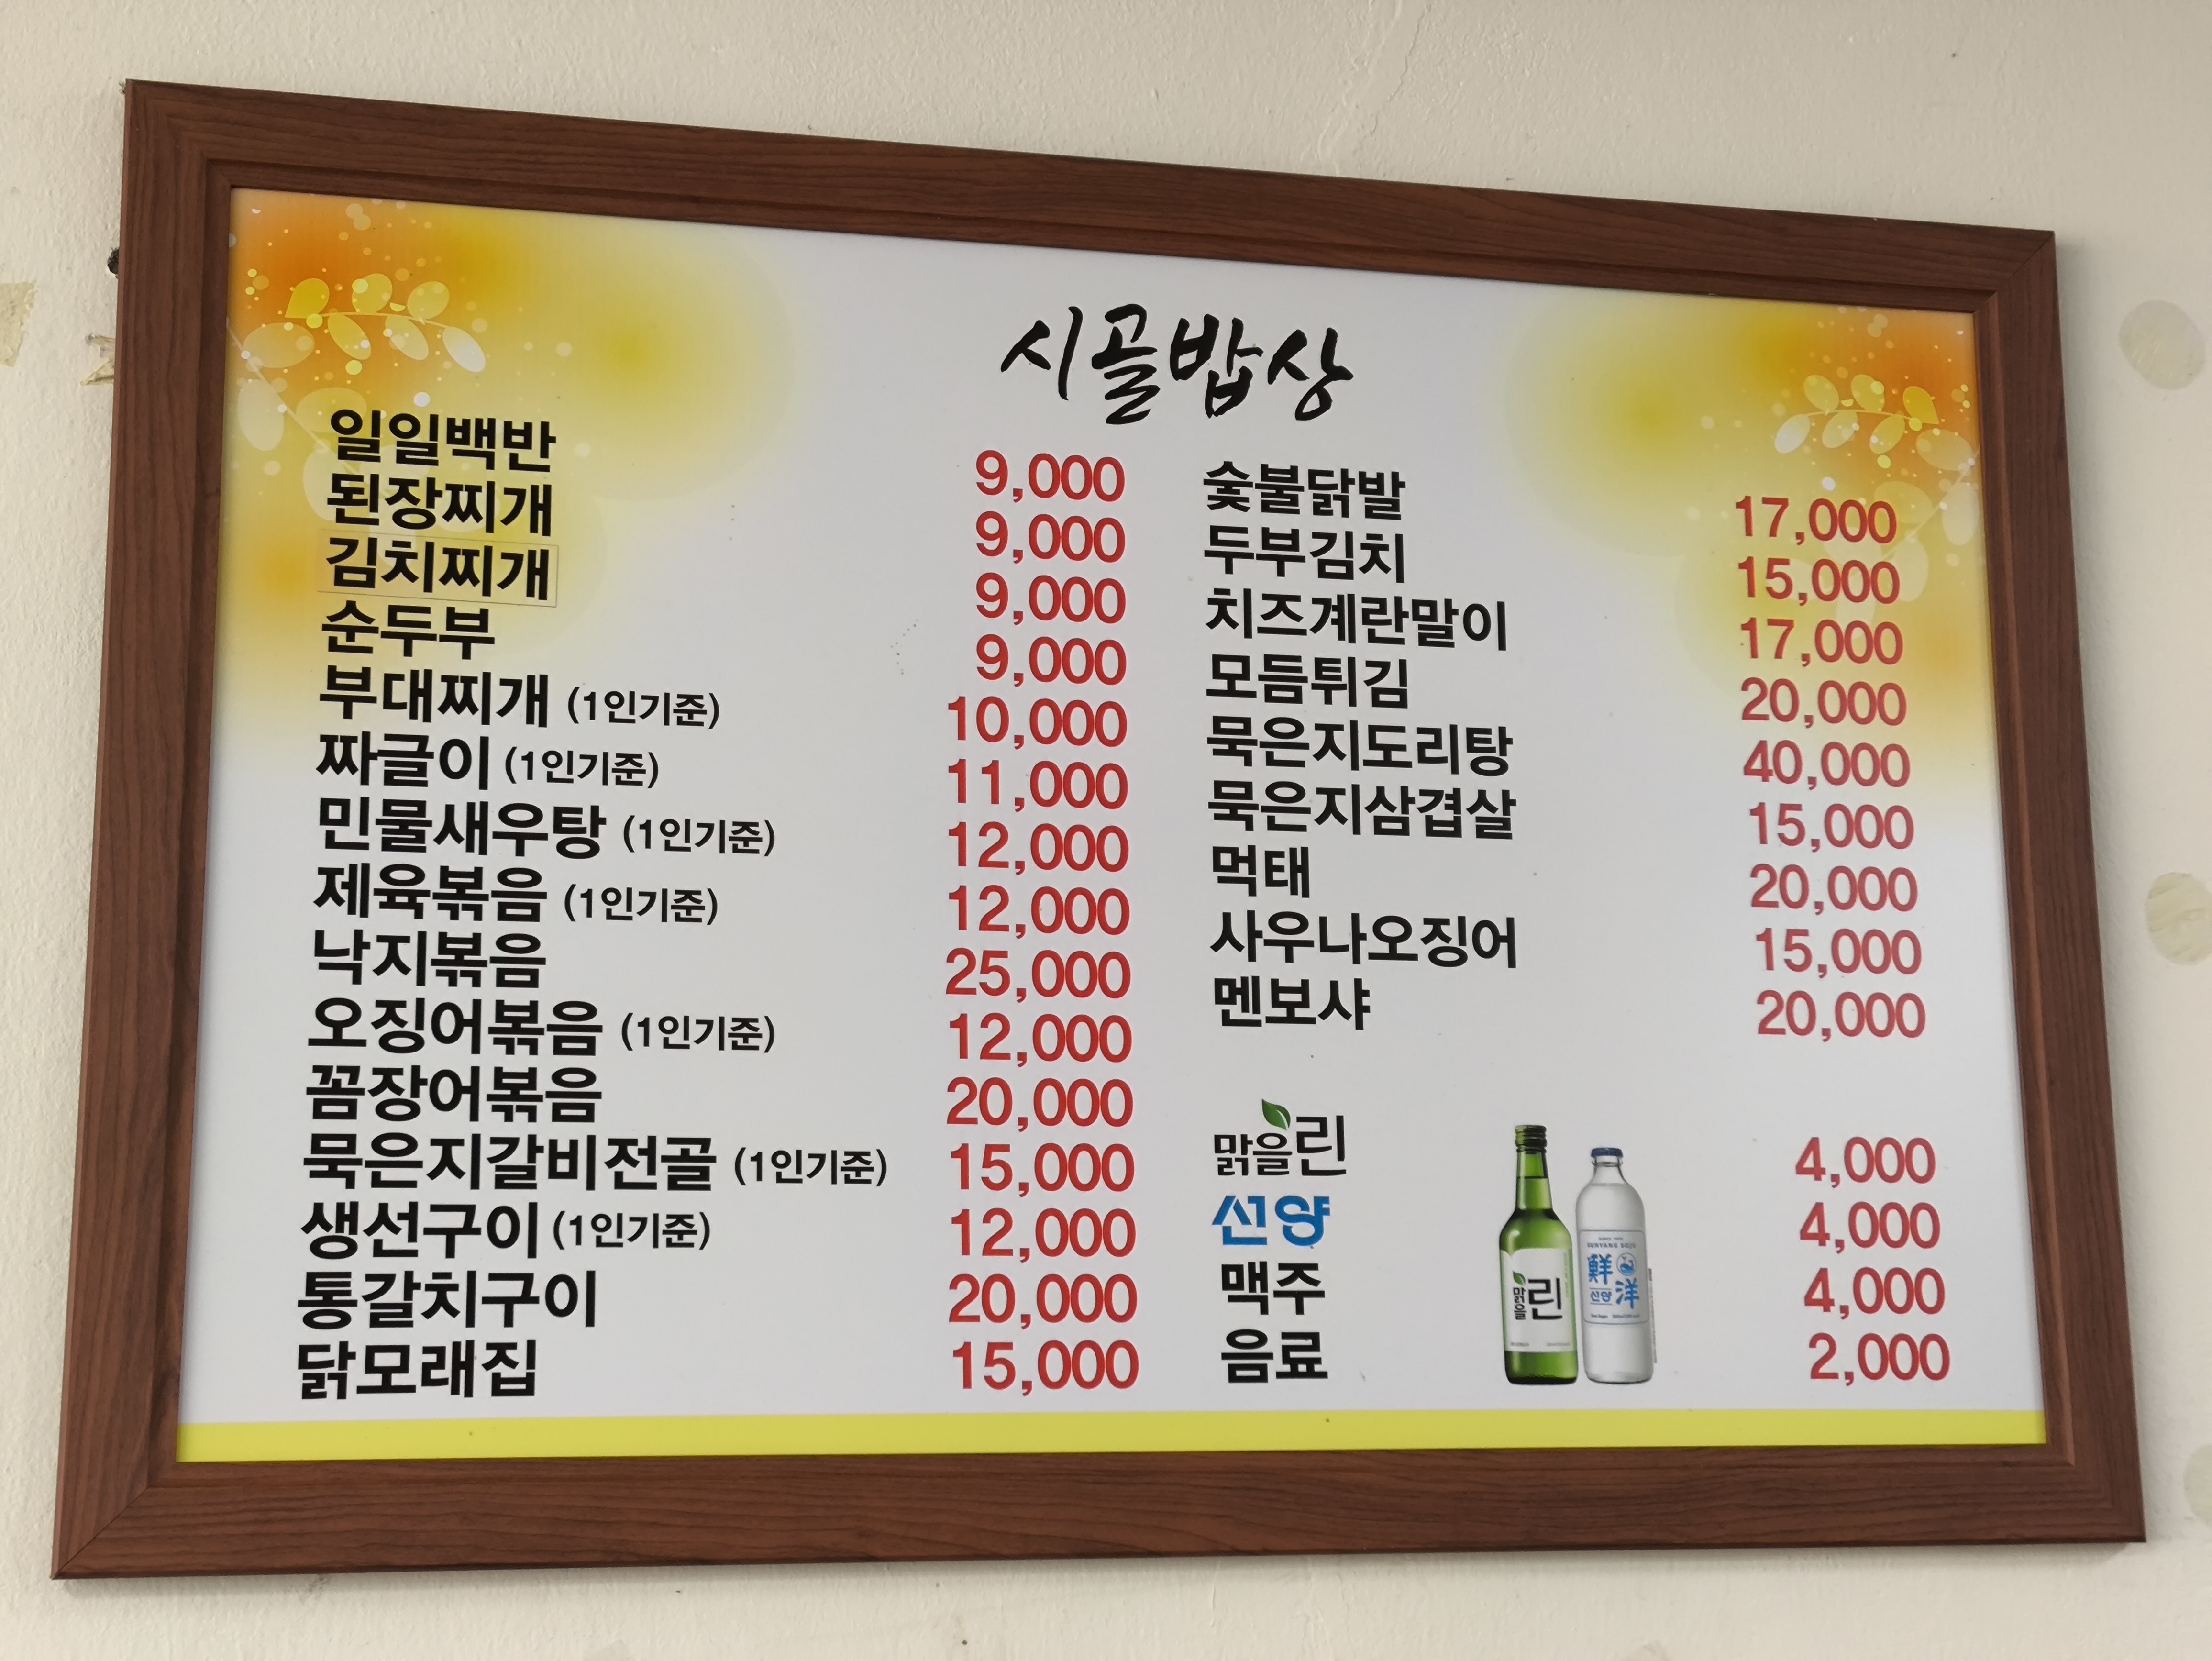 시골밥상
일일백반 9,000
된장찌개 9,000
김치찌개 9,000
순두부 9,000
부대찌개 (1인기준) 10,000
짜글이 (1인기준) 11,000
민물새우탕 (1인기준) 12,000
제육볶음 (1인기준) 12,000
낙지볶음 25,000
오징어볶음 (1인기준) 12,000
꼼장어볶음 20,000
묵은지갈비전골 (1인기준) 15,000
생선구이 (1인기준) 12,000
통갈치구이 20,000
닭모래집 15,000
숯불닭발 17,000
두부김치 15,000
치즈계란말이 17,000
모듬튀김 20,000
묵은지도리탕 40,000
묵은지삼겹살 15,000
먹태 20,000
사우나오징어 15,000
멘보샤 20,000
맑을린 4,000
선양 4,000
맥주 4,000
음료 2,000
맑을린
鮮洋
선양